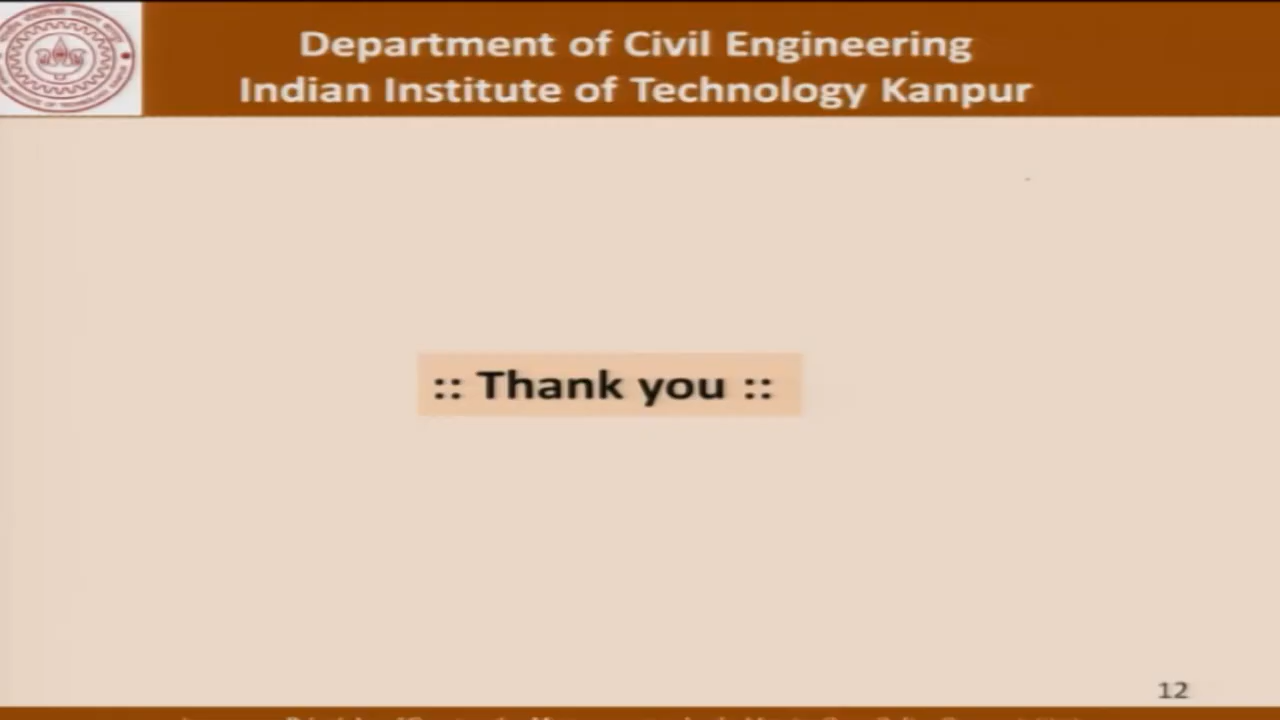 Department of Civil Engineering
Indian Institute of Technology Kanpur
:: Thank you ::
12